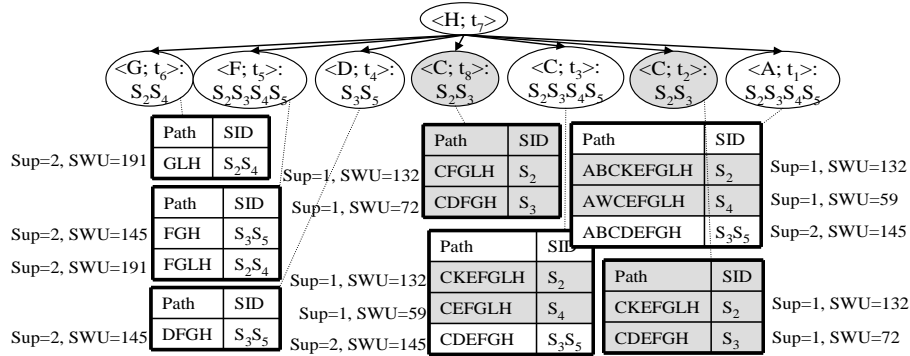 <H; t₇>
<G; t₆>: S₂S₄
<F; t₅>: S₂S₃S₄S₅
<D; t₄>: S₃S₅
<C; t₈>: S₂S₃
<C; t₃>: S₂S₃S₄S₅
<C; t₂>: S₂S₃
<A; t₁>: S₂S₃S₄S₅
Path SID
Sup=2, SWU=191 GLH S₂S₄
Path SID
Sup=2, SWU=145 FGH S₃S₅
Sup=2, SWU=191 FGLH S₂S₄
Path SID
Sup=2, SWU=145 DFGH S₃S₅
Path SID
Sup=1, SWU=132 CFGLH S₂
Sup=1, SWU=72 CDFGH S₃
Path SID
Sup=1, SWU=132 CKEFGLH S₂
Sup=1, SWU=59 CEFGLH S₄
Sup=2, SWU=145 CDEFGH S₃S₅
Path SID
ABCKEFGLH S₂ Sup=1, SWU=132
AWCEFGLH S₄ Sup=1, SWU=59
ABCDEFGH S₃S₅ Sup=2, SWU=145
Path SID
CKEFGLH S₂ Sup=1, SWU=132
CDEFGH S₃ Sup=1, SWU=72